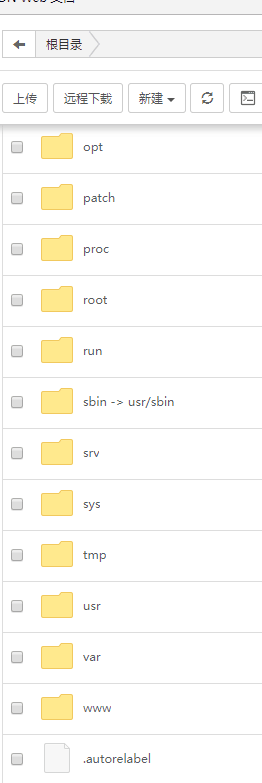 根目录
上传 远程下载 新建
opt
patch
proc
root
run
sbin -> usr/sbin
srv
sys
tmp
usr
var
www
.autorelabel